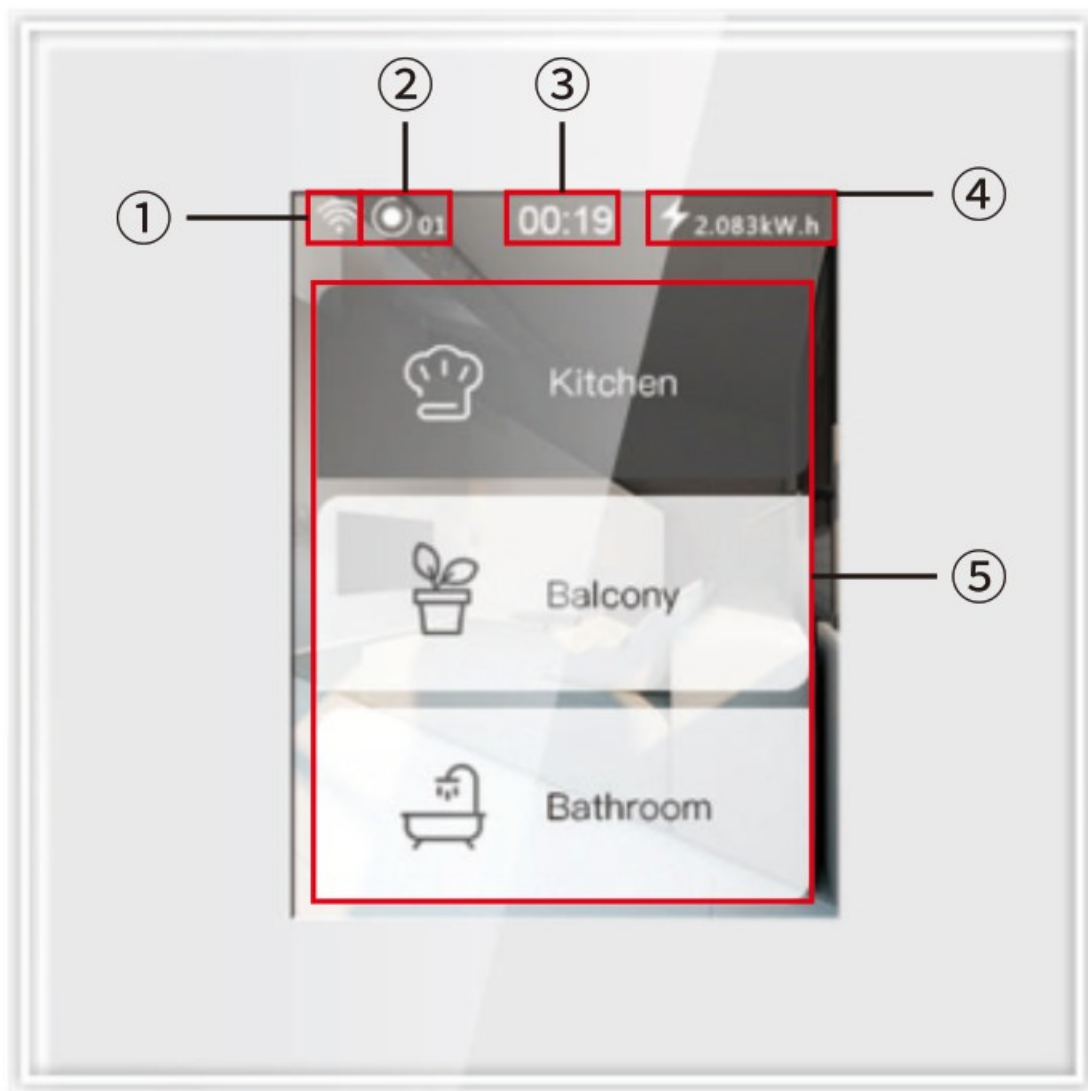 ② ③
① 01 00:19 2.083kW.h ④
Kitchen
Balcony ⑤
Bathroom